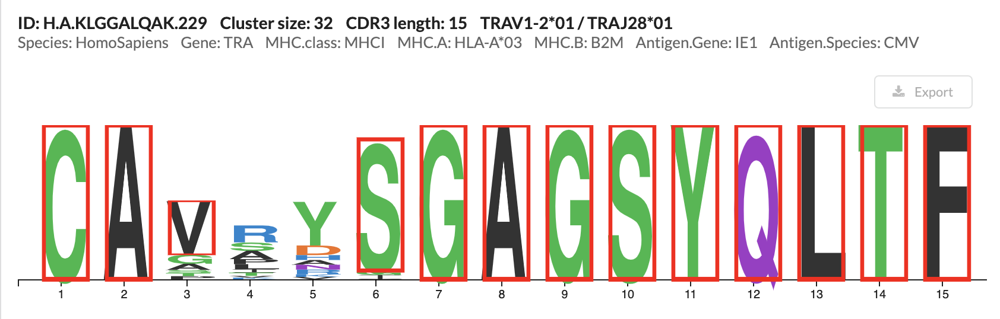 ID: H.A.KLGGALQAK.229 Cluster size: 32 CDR3 length: 15 TRAV1-2*01 / TRAJ28*01
Species: HomoSapiens Gene: TRA MHC.class: MHCI MHC.A: HLA-A*03 MHC.B: B2M Antigen.Gene: IE1 Antigen.Species: CMV
Export
C A V R Y S G A G S Y Q L T F
G S D
A A
1 2 3 4 5 6 7 8 9 10 11 12 13 14 15